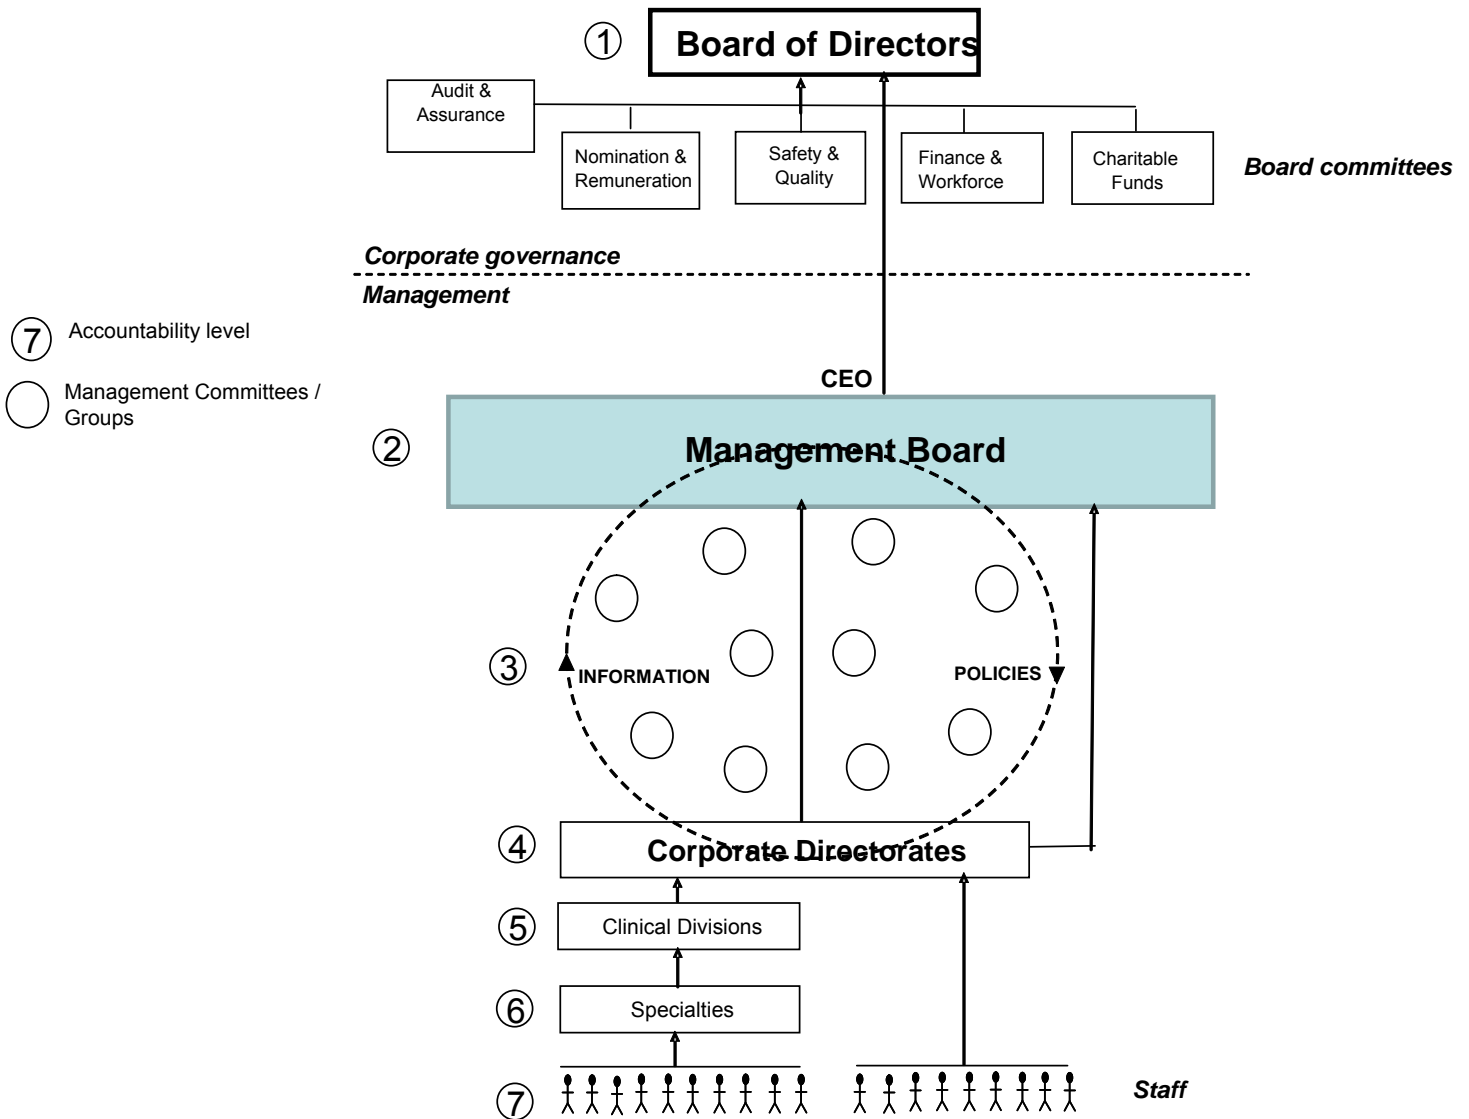 1
Board of Directors
Audit &
Assurance
Nomination &
Remuneration
Safety &
Quality
Finance &
Workforce
Charitable
Funds
Board committees
Corporate governance
Management
7
Accountability level
Management Committees /
Groups
CEO
2
Management Board
3
INFORMATION
POLICIES
4
Corporate Directorates
5
Clinical Divisions
6
Specialties
7
Staff